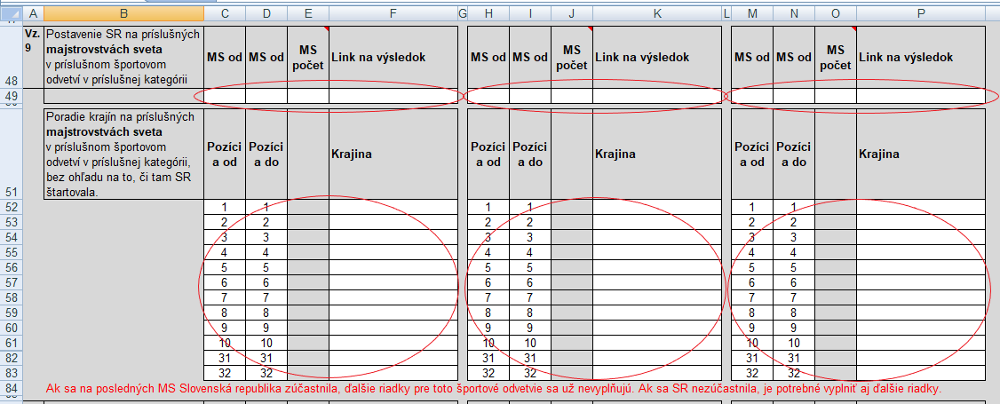 A B C D E F G H I J K L M N O P
48 Vz. 9 Postavenie SR na príslušných
majstrovstvách sveta
v príslušnom športovom
odvetví v príslušnej kategórii
MS od MS od MS počet Link na výsledok MS od MS od MS počet Link na výsledok MS od MS od MS počet Link na výsledok
49
51 Poradie krajín na príslušných
majstrovstvách sveta
v príslušnom športovom
odvetví v príslušnej kategórii,
bez ohľadu na to, či tam SR
štartovala.
Pozíci a od Pozíci a do Krajina Pozíci a od Pozíci a do Krajina Pozíci a od Pozíci a do Krajina
52 1 1 1 1 1 1
53 2 2 2 2 2 2
54 3 3 3 3 3 3
55 4 4 4 4 4 4
56 5 5 5 5 5 5
57 6 6 6 6 6 6
58 7 7 7 7 7 7
59 8 8 8 8 8 8
60 9 9 9 9 9 9
61 10 10 10 10 10 10
82 31 31 31 31 31 31
83 32 32 32 32 32 32
84 Ak sa na posledných MS Slovenská republika zúčastnila, ďalšie riadky pre toto športové odvetvie sa už nevypĺňujú. Ak sa SR nezúčastnila, je potrebné vyplniť aj ďalšie riadky.